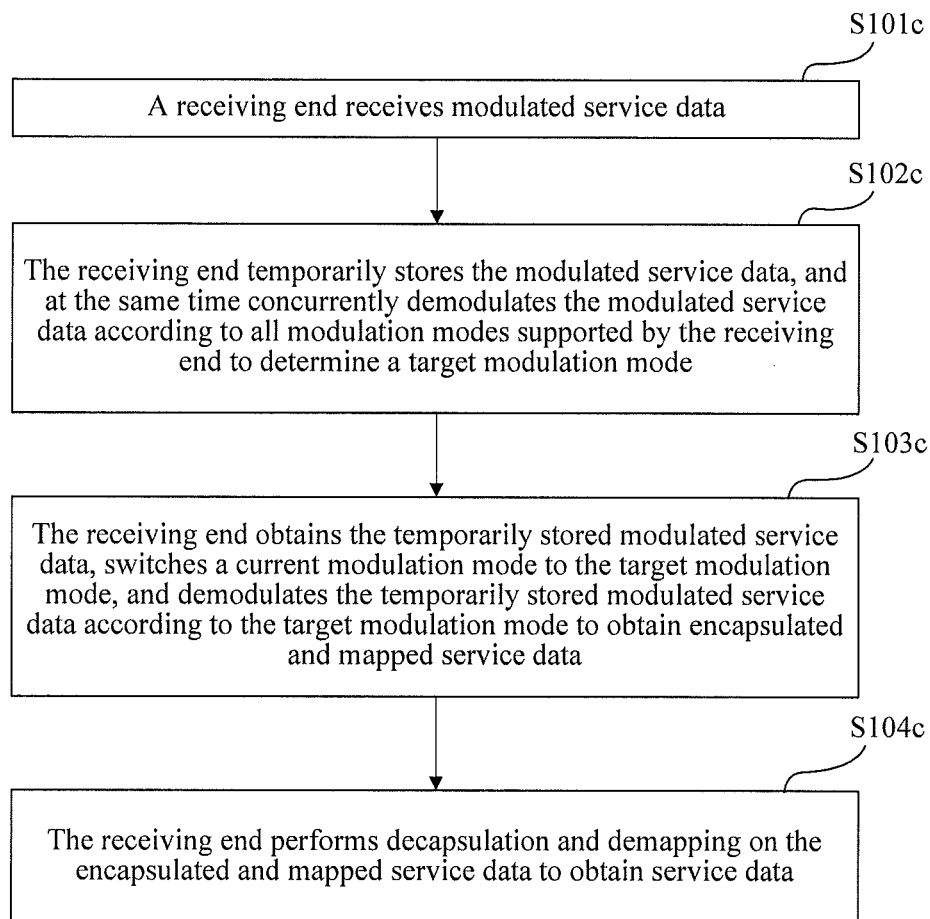 S101c
A receiving end receives modulated service data
S102c
The receiving end temporarily stores the modulated service data, and
at the same time concurrently demodulates the modulated service
data according to all modulation modes supported by the receiving
end to determine a target modulation mode
S103c
The receiving end obtains the temporarily stored modulated service
data, switches a current modulation mode to the target modulation
mode, and demodulates the temporarily stored modulated service
data according to the target modulation mode to obtain encapsulated
and mapped service data
S104c
The receiving end performs decapsulation and demapping on the
encapsulated and mapped service data to obtain service data